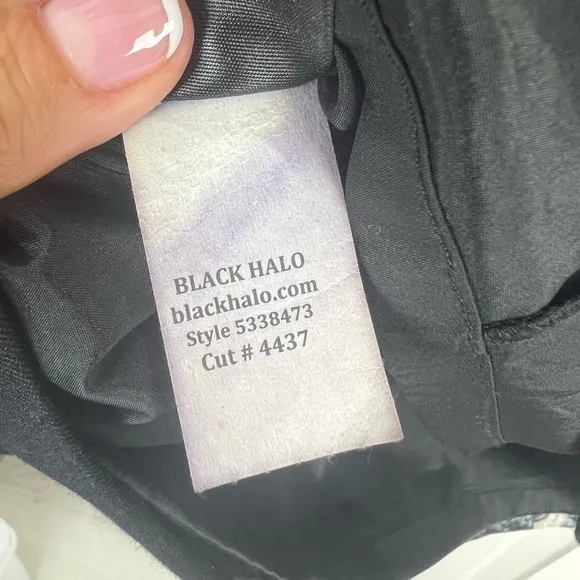 BLACK HALO
blackhalo.com
Style 5338473
Cut # 4437